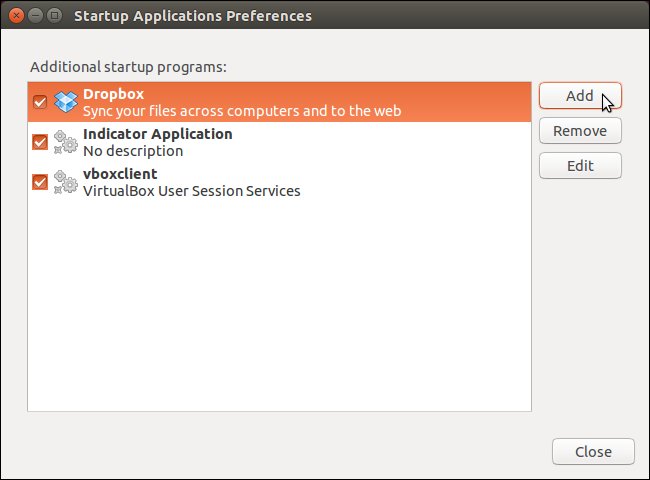 Startup Applications Preferences
Additional startup programs:
Dropbox
Sync your files across computers and to the web
Indicator Application
No description
vboxclient
VirtualBox User Session Services
Add
Remove
Edit
Close